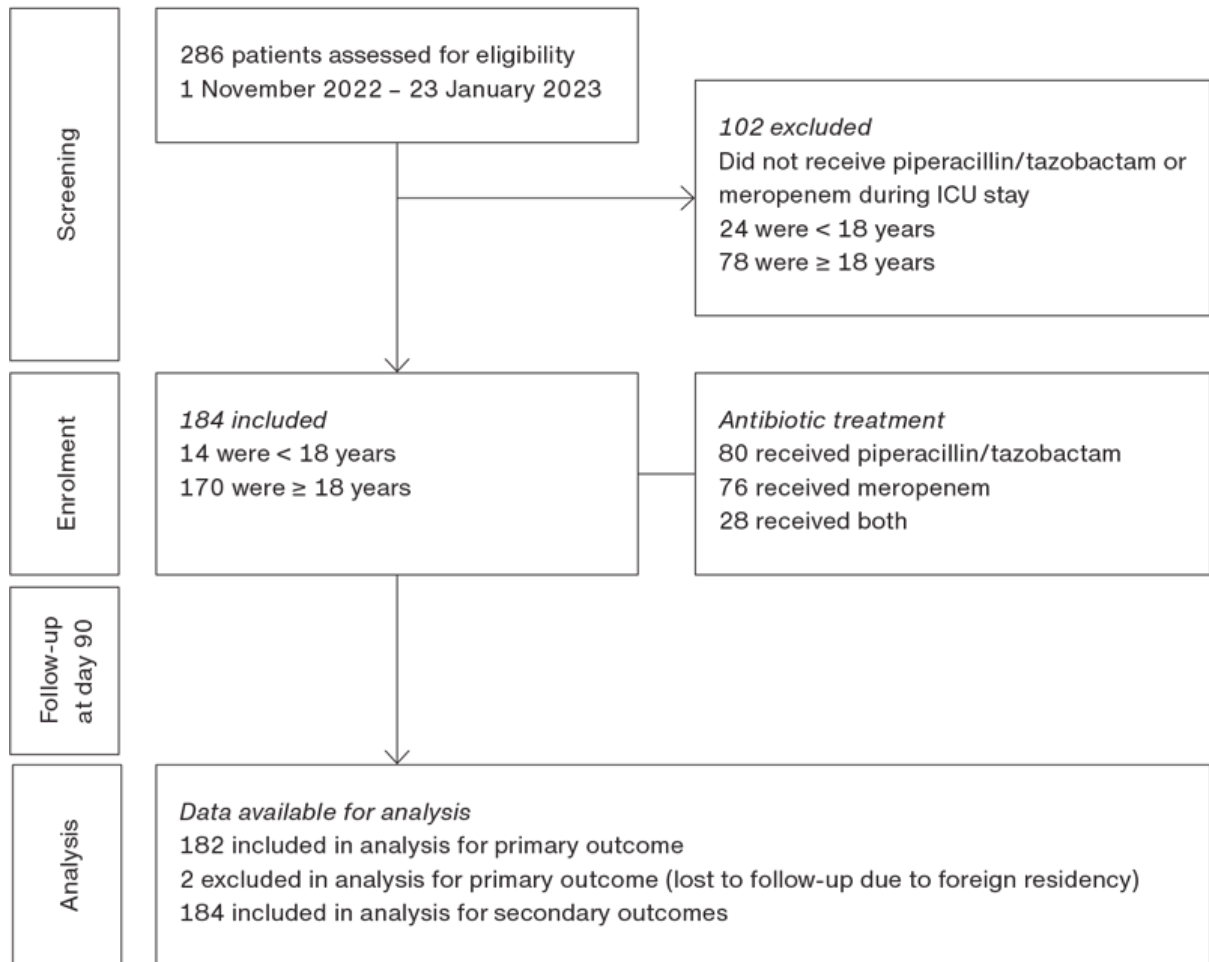 Screening
286 patients assessed for eligibility
1 November 2022 – 23 January 2023
102 excluded
Did not receive piperacillin/tazobactam or
meropenem during ICU stay
24 were < 18 years
78 were ≥ 18 years
Enrolment
184 included
14 were < 18 years
170 were ≥ 18 years
Antibiotic treatment
80 received piperacillin/tazobactam
76 received meropenem
28 received both
Follow-up
at day 90
Analysis
Data available for analysis
182 included in analysis for primary outcome
2 excluded in analysis for primary outcome (lost to follow-up due to foreign residency)
184 included in analysis for secondary outcomes